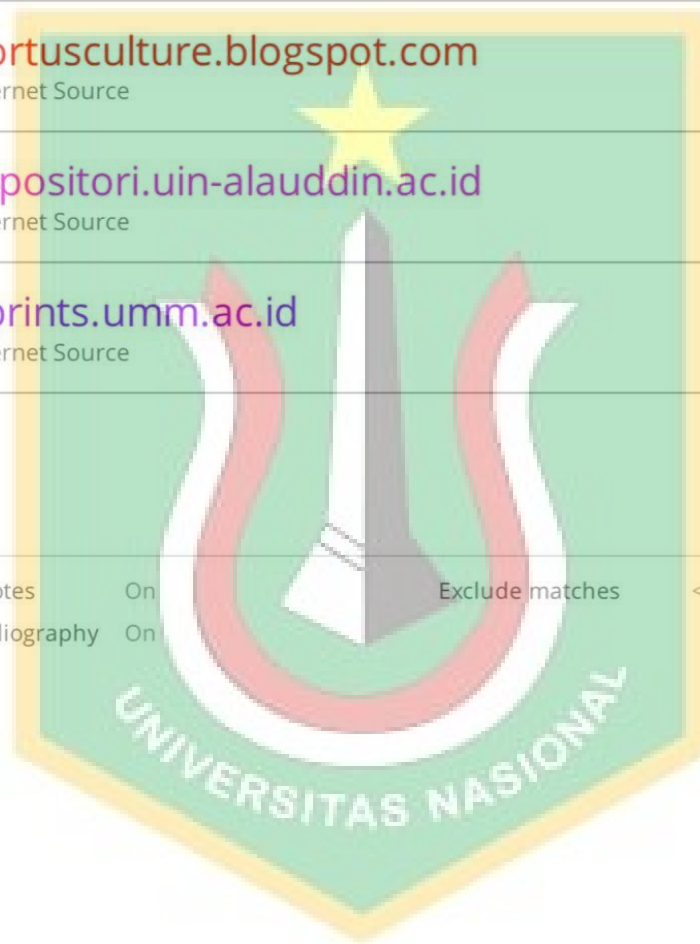 ortusculture.blogspot.com
ernet Source
positori.uin-alauddin.ac.id
ernet Source
prints.umm.ac.id
ernet Source
otes On Exclude matches <
liography On
UNIVERSITAS NASIONAL